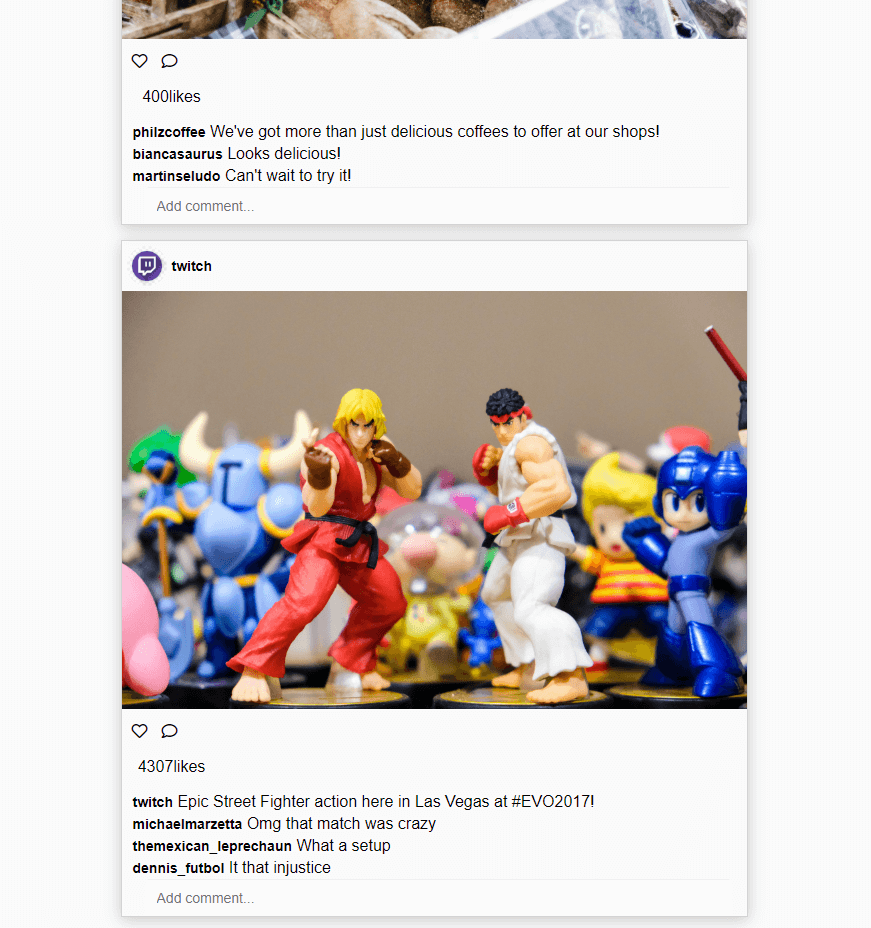 400likes
philzcoffee We've got more than just delicious coffees to offer at our shops!
biancasaurus Looks delicious!
martinseludo Can't wait to try it!
Add comment...
twitch
4307likes
twitch Epic Street Fighter action here in Las Vegas at #EVO2017!
michaelmarzetta Omg that match was crazy
themexican_leprechaun What a setup
dennis_futbol It that injustice
Add comment...